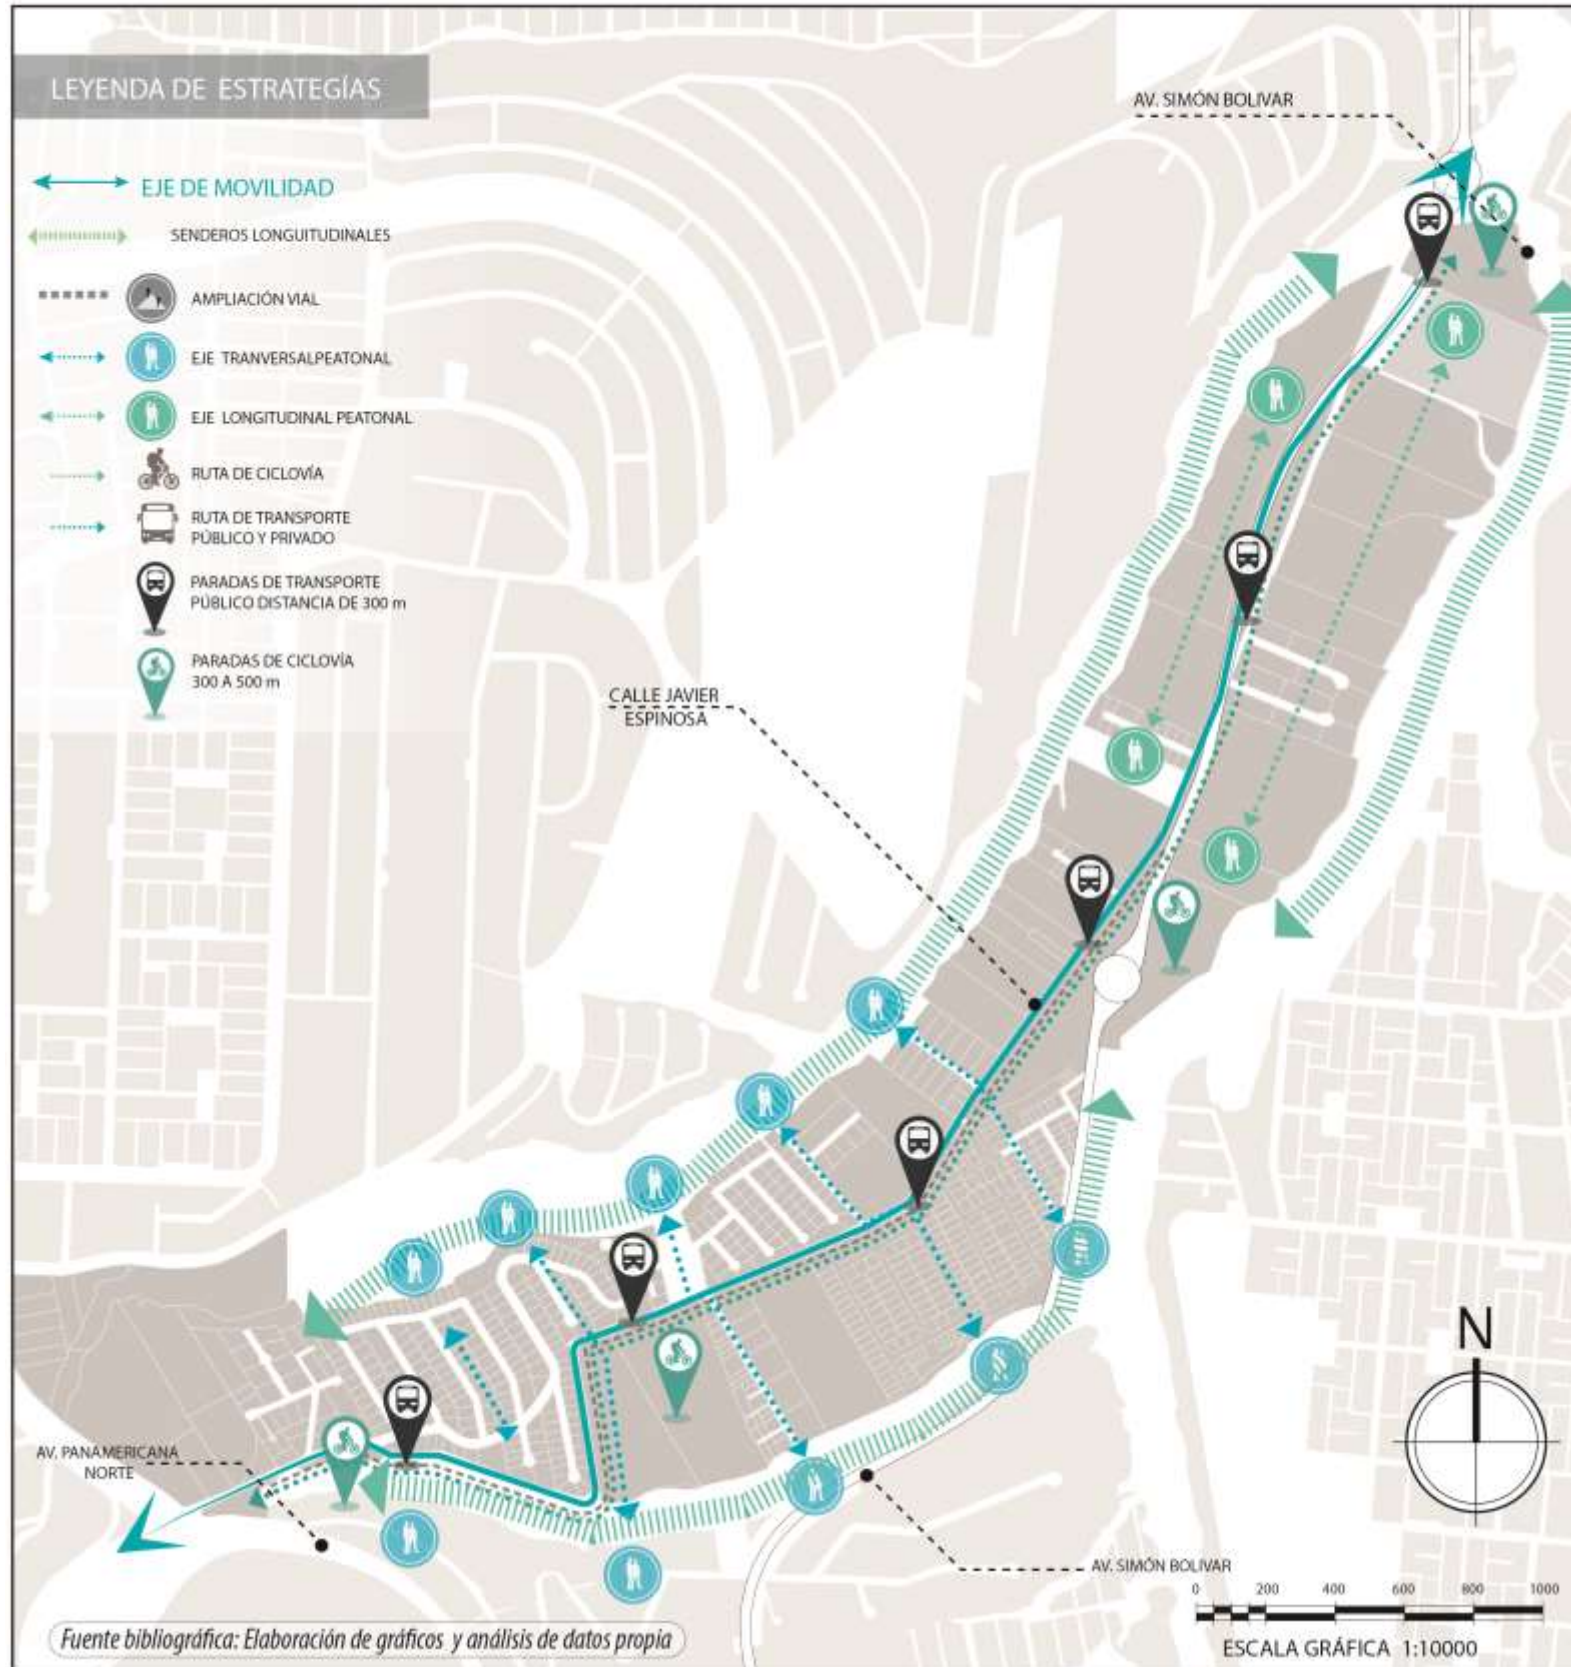 LEYENDA DE ESTRATEGÍAS
EJE DE MOVILIDAD
SENDEROS LONGUITUDINALES
AMPLIACIÓN VIAL
EJE TRANVERSALPEATONAL
EJE LONGITUDINAL PEATONAL
RUTA DE CICLOVÍA
RUTA DE TRANSPORTE
PÚBLICO Y PRIVADO
PARADAS DE TRANSPORTE
PÚBLICO DISTANCIA DE 300 m
PARADAS DE CICLOVÍA
300 A 500 m
AV. SIMÓN BOLIVAR
CALLE JAVIER
ESPINOSA
AV. PANAMERICANA
NORTE
AV. SIMÓN BOLIVAR
N
0 200 400 600 800 1000
ESCALA GRÁFICA 1:10000
Fuente bibliográfica: Elaboración de gráficos y análisis de datos propia